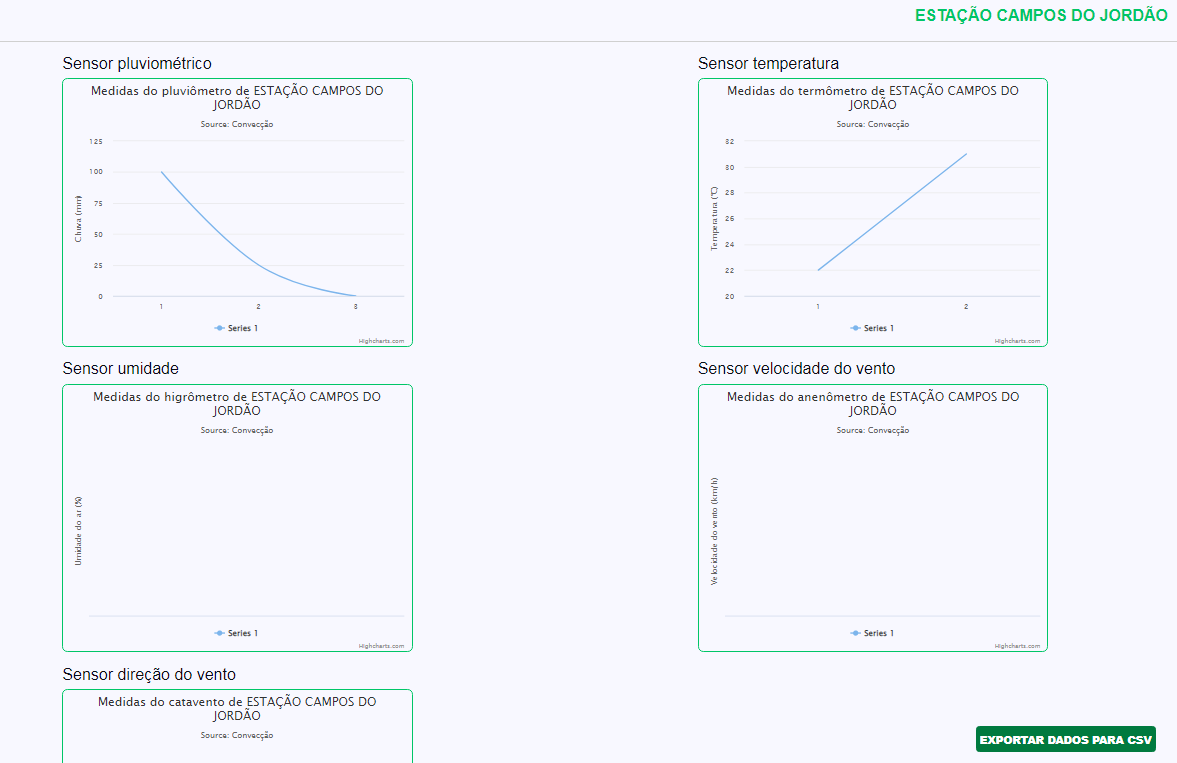 ESTAÇÃO CAMPOS DO JORDÃO
Sensor pluviométrico
Medidas do pluviômetro de ESTAÇÃO CAMPOS DO
JORDÃO
Source: Convecção
Chuva (mm)
125
100
75
50
25
0
1 2 3
Series 1
Highcharts.com
Sensor temperatura
Medidas do termômetro de ESTAÇÃO CAMPOS DO
JORDÃO
Source: Convecção
Temperatura (°C)
32
30
28
26
24
22
20
1 2
Series 1
Highcharts.com
Sensor umidade
Medidas do higrômetro de ESTAÇÃO CAMPOS DO
JORDÃO
Source: Convecção
Umidade do ar (%)
Series 1
Highcharts.com
Sensor velocidade do vento
Medidas do anenômetro de ESTAÇÃO CAMPOS DO
JORDÃO
Source: Convecção
Velocidade do vento (km/h)
Series 1
Highcharts.com
Sensor direção do vento
Medidas do catavento de ESTAÇÃO CAMPOS DO
JORDÃO
Source: Convecção
EXPORTAR DADOS PARA CSV